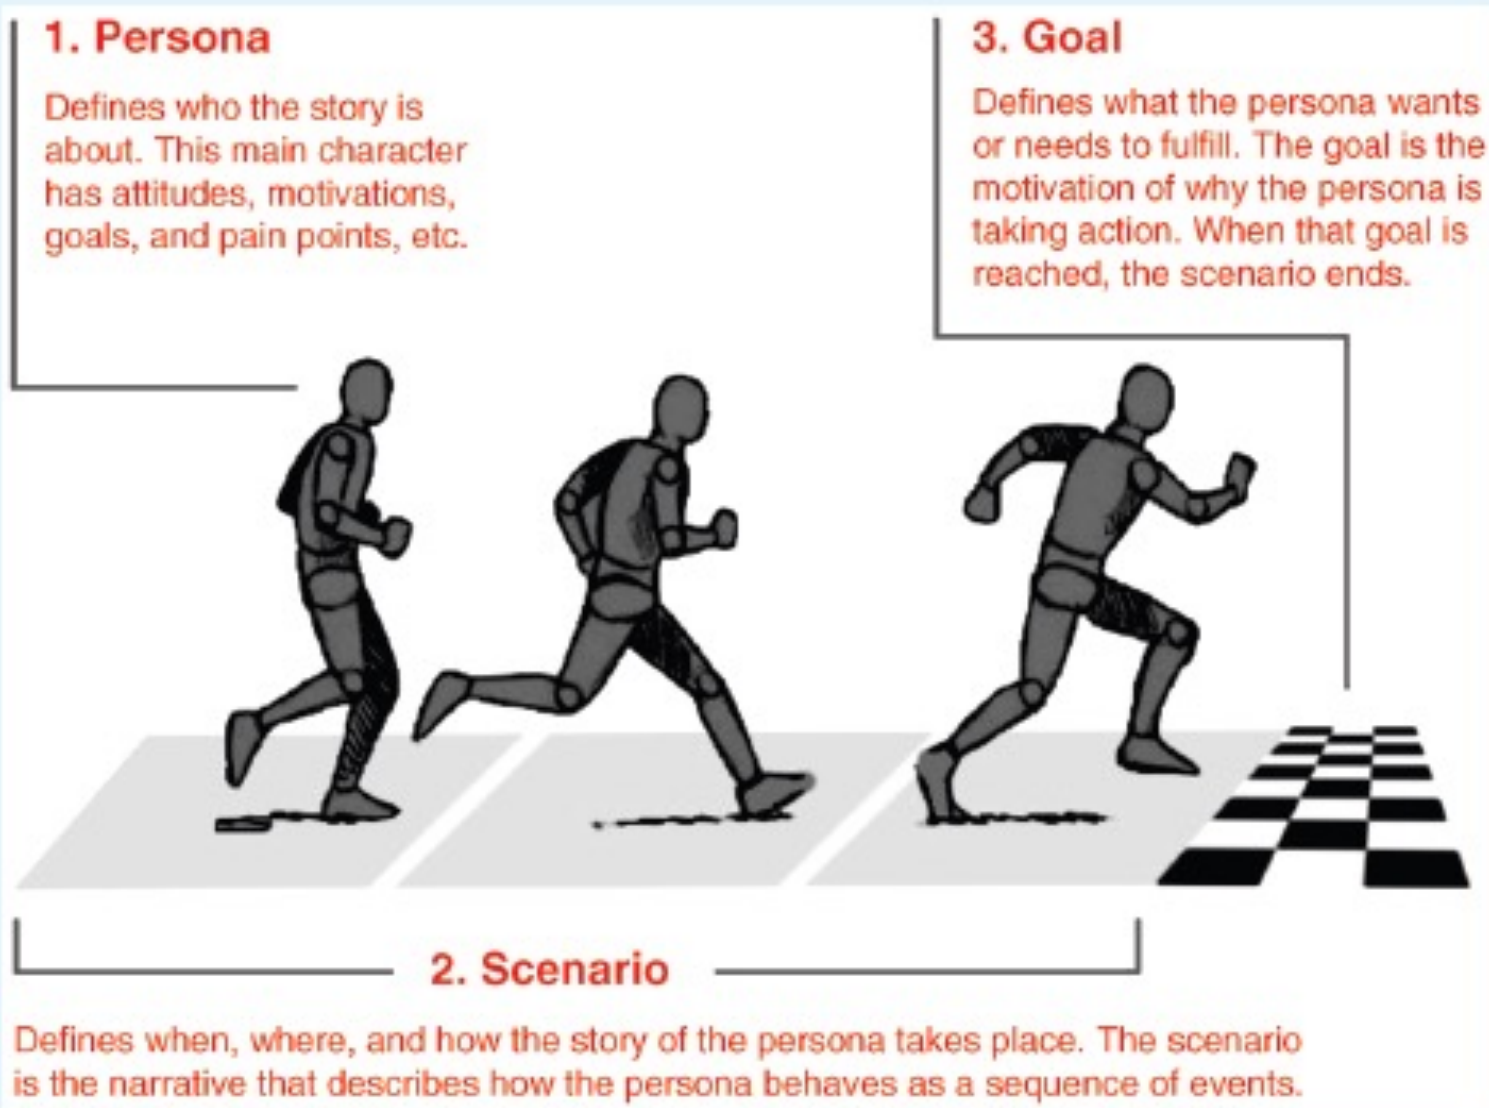 1. Persona
Defines who the story is
about. This main character
has attitudes, motivations,
goals, and pain points, etc.
3. Goal
Defines what the persona wants
or needs to fulfill. The goal is the
motivation of why the persona is
taking action. When that goal is
reached, the scenario ends.
2. Scenario
Defines when, where, and how the story of the persona takes place. The scenario
is the narrative that describes how the persona behaves as a sequence of events.